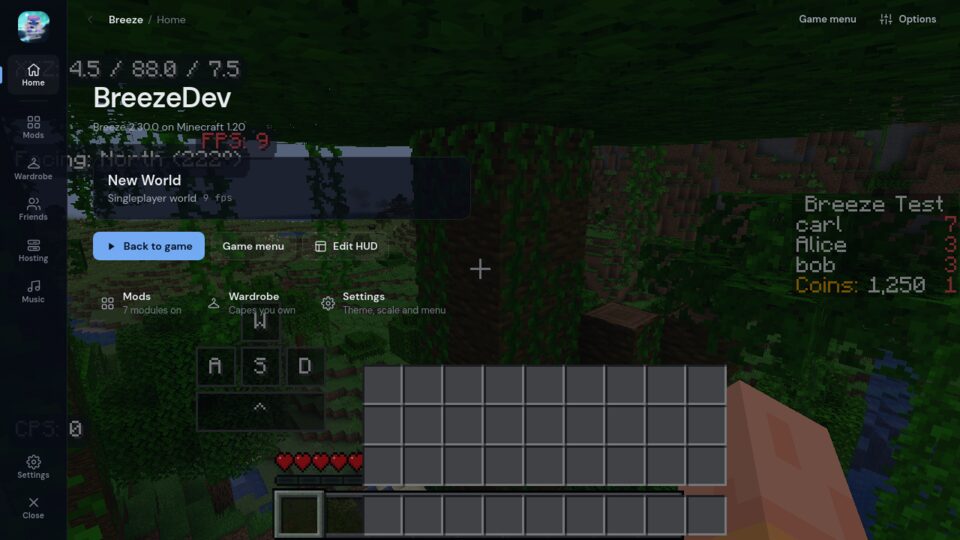 Breeze / Home
Game menu
Options
4.5 / 88.0 / 7.5
Home
BreezeDev
Breeze 2.30.0 on Minecraft 1.20
FPS: 9
Mods
Facing: North (222°)
New World
Singleplayer world 9 fps
Wardrobe
Friends
Breeze Test
carl 7
Alice 3
bob 3
Coins: 1,250 1
Hosting
Back to game
Game menu
Edit HUD
Music
Mods
7 modules on
Wardrobe
Capes you own
Settings
Theme, scale and menu
W
A S D
^
CPS: 0
Settings
Close